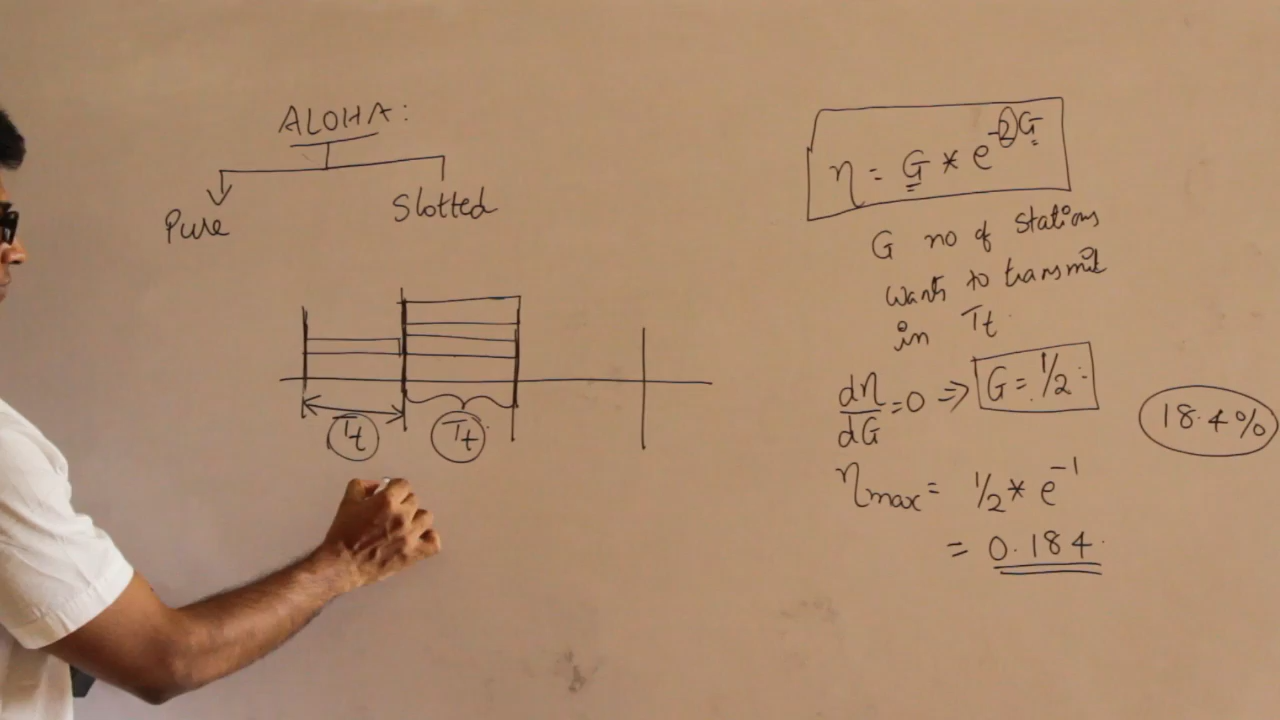 ALOHA:
Pure
Slotted
Tt
Tt
η = G * e^-2G
G no of stations
wants to transmit
in Tt.
dη/dG = 0 => G = 1/2
ηmax = 1/2 * e^-1
= 0.184
18.4%